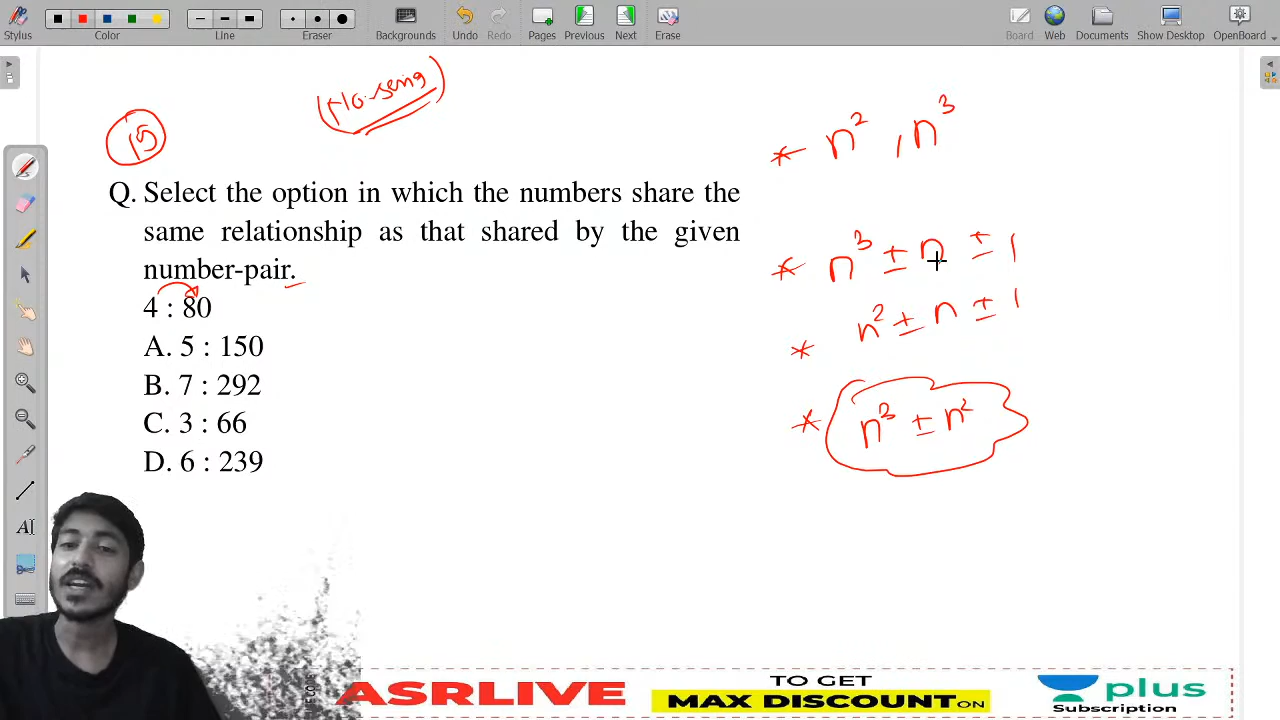 Stylus
Color
Line
Eraser
Backgrounds
Undo
Redo
Pages
Previous
Next
Erase
Board
Web
Documents
Show Desktop
OpenBoard
15
* n² , n³
Q. Select the option in which the numbers share the
same relationship as that shared by the given
number-pair.
4 : 80
A. 5 : 150
B. 7 : 292
C. 3 : 66
D. 6 : 239
* n³ ± n ± 1
* n² ± n ± 1
* n³ ± n²
AI
ASRLIVE
TO GET
MAX DISCOUNT ON
plus
Subscription